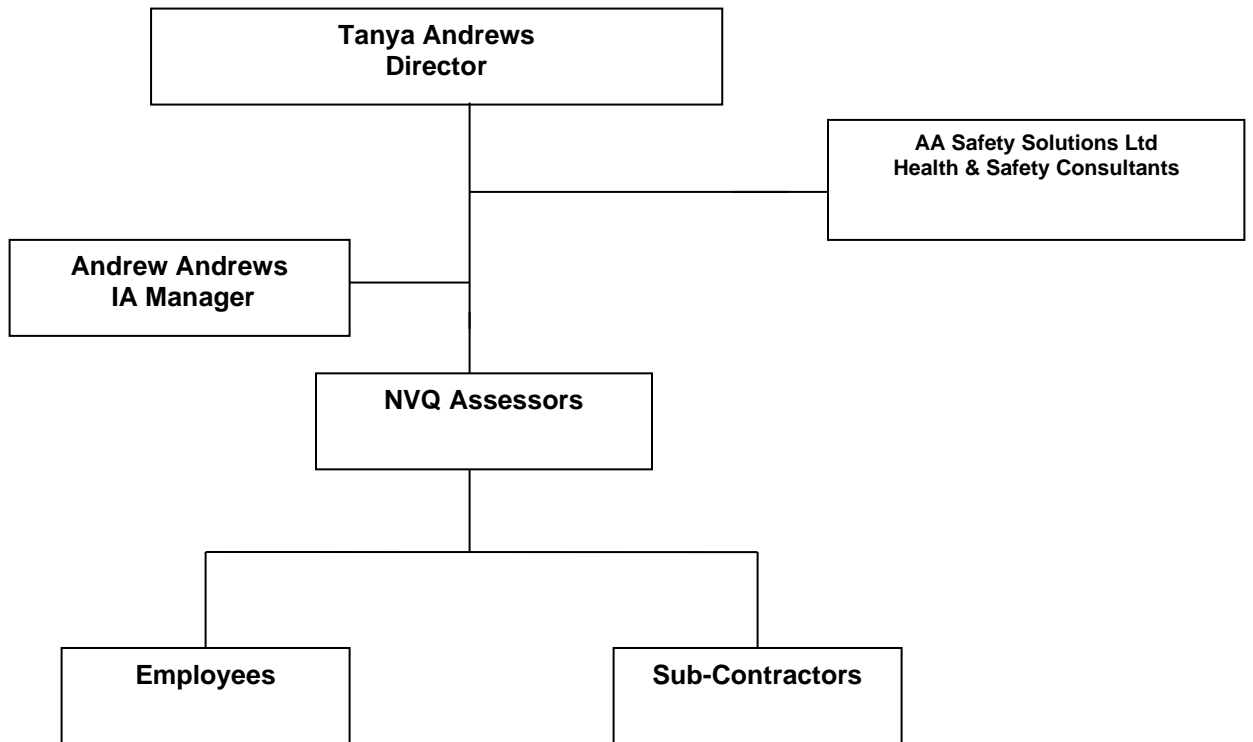 Tanya Andrews
Director
AA Safety Solutions Ltd
Health & Safety Consultants
Andrew Andrews
IA Manager
NVQ Assessors
Employees
Sub-Contractors